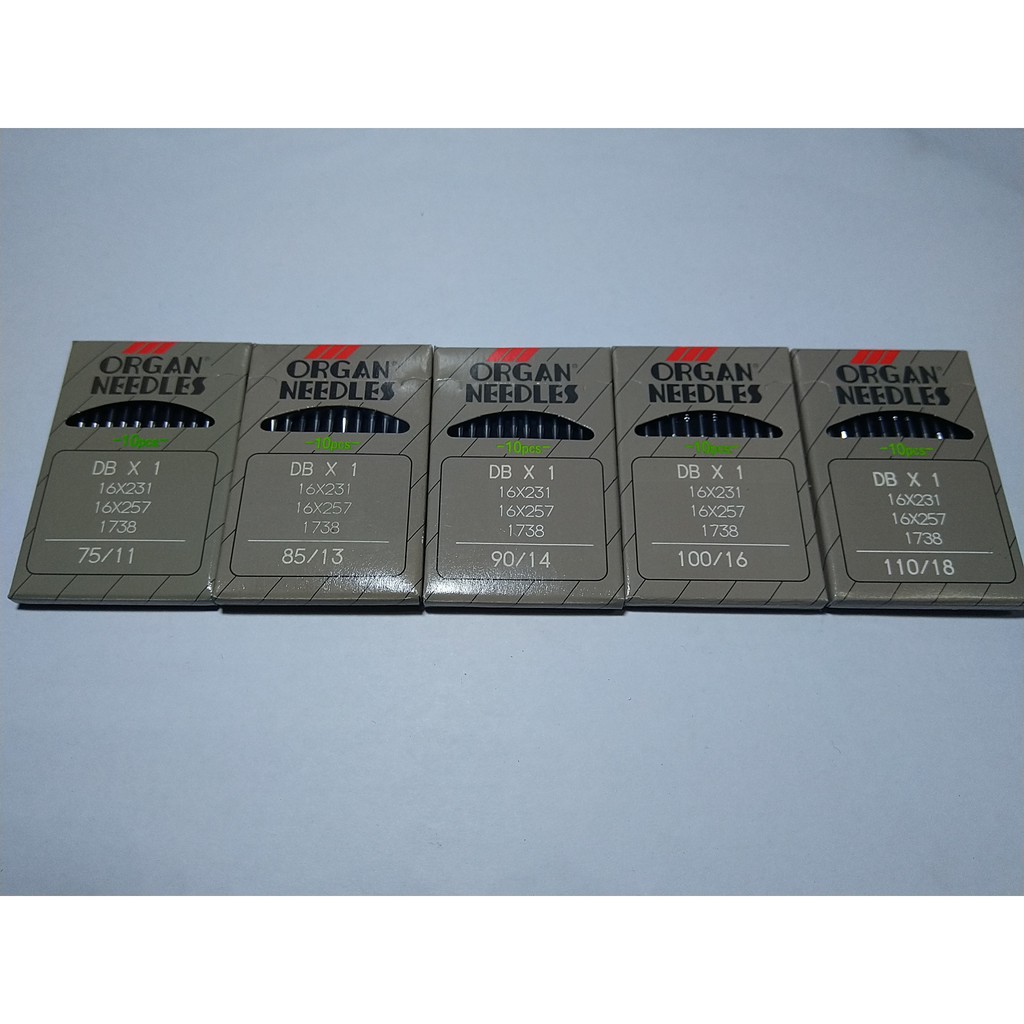 ORGAN®
NEEDLES
-10pcs-
DB X 1
16X231
16X257
1738
75/11
ORGAN®
NEEDLES
-10pcs-
DB X 1
16X231
16X257
1738
85/13
ORGAN®
NEEDLES
-10pcs-
DB X 1
16X231
16X257
1738
90/14
ORGAN®
NEEDLES
-10pcs-
DB X 1
16X231
16X257
1738
100/16
ORGAN®
NEEDLES
-10pcs-
DB X 1
16X231
16X257
1738
110/18